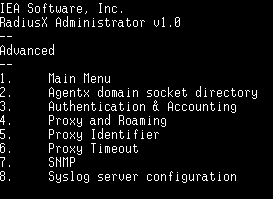 IEA Software, Inc.
RadiusX Administrator v1.0
--
Advanced
--
1. Main Menu
2. Agentx domain socket directory
3. Authentication & Accounting
4. Proxy and Roaming
5. Proxy Identifier
6. Proxy Timeout
7. SNMP
8. Syslog server configuration